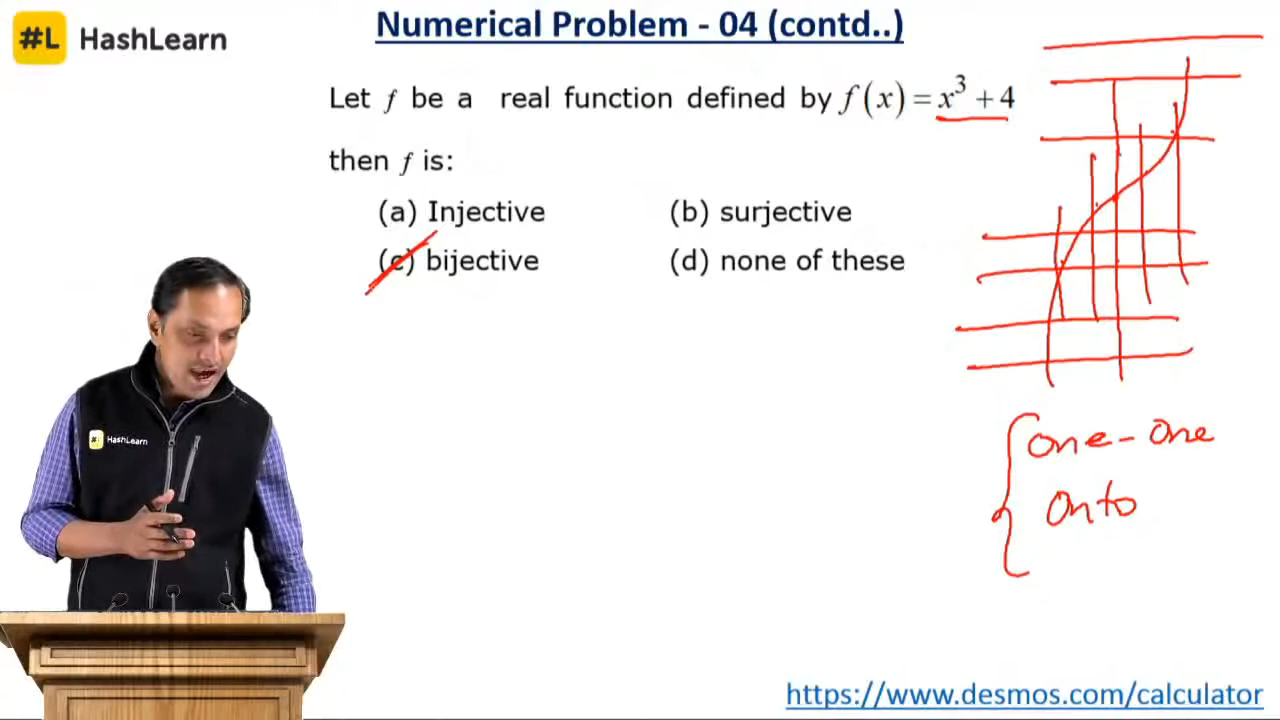 #L HashLearn
Numerical Problem - 04 (contd..)
Let f be a real function defined by f(x) = x³ + 4
then f is:
(a) Injective (b) surjective
(c) bijective (d) none of these
one-one
onto
#L HashLearn
https://www.desmos.com/calculator